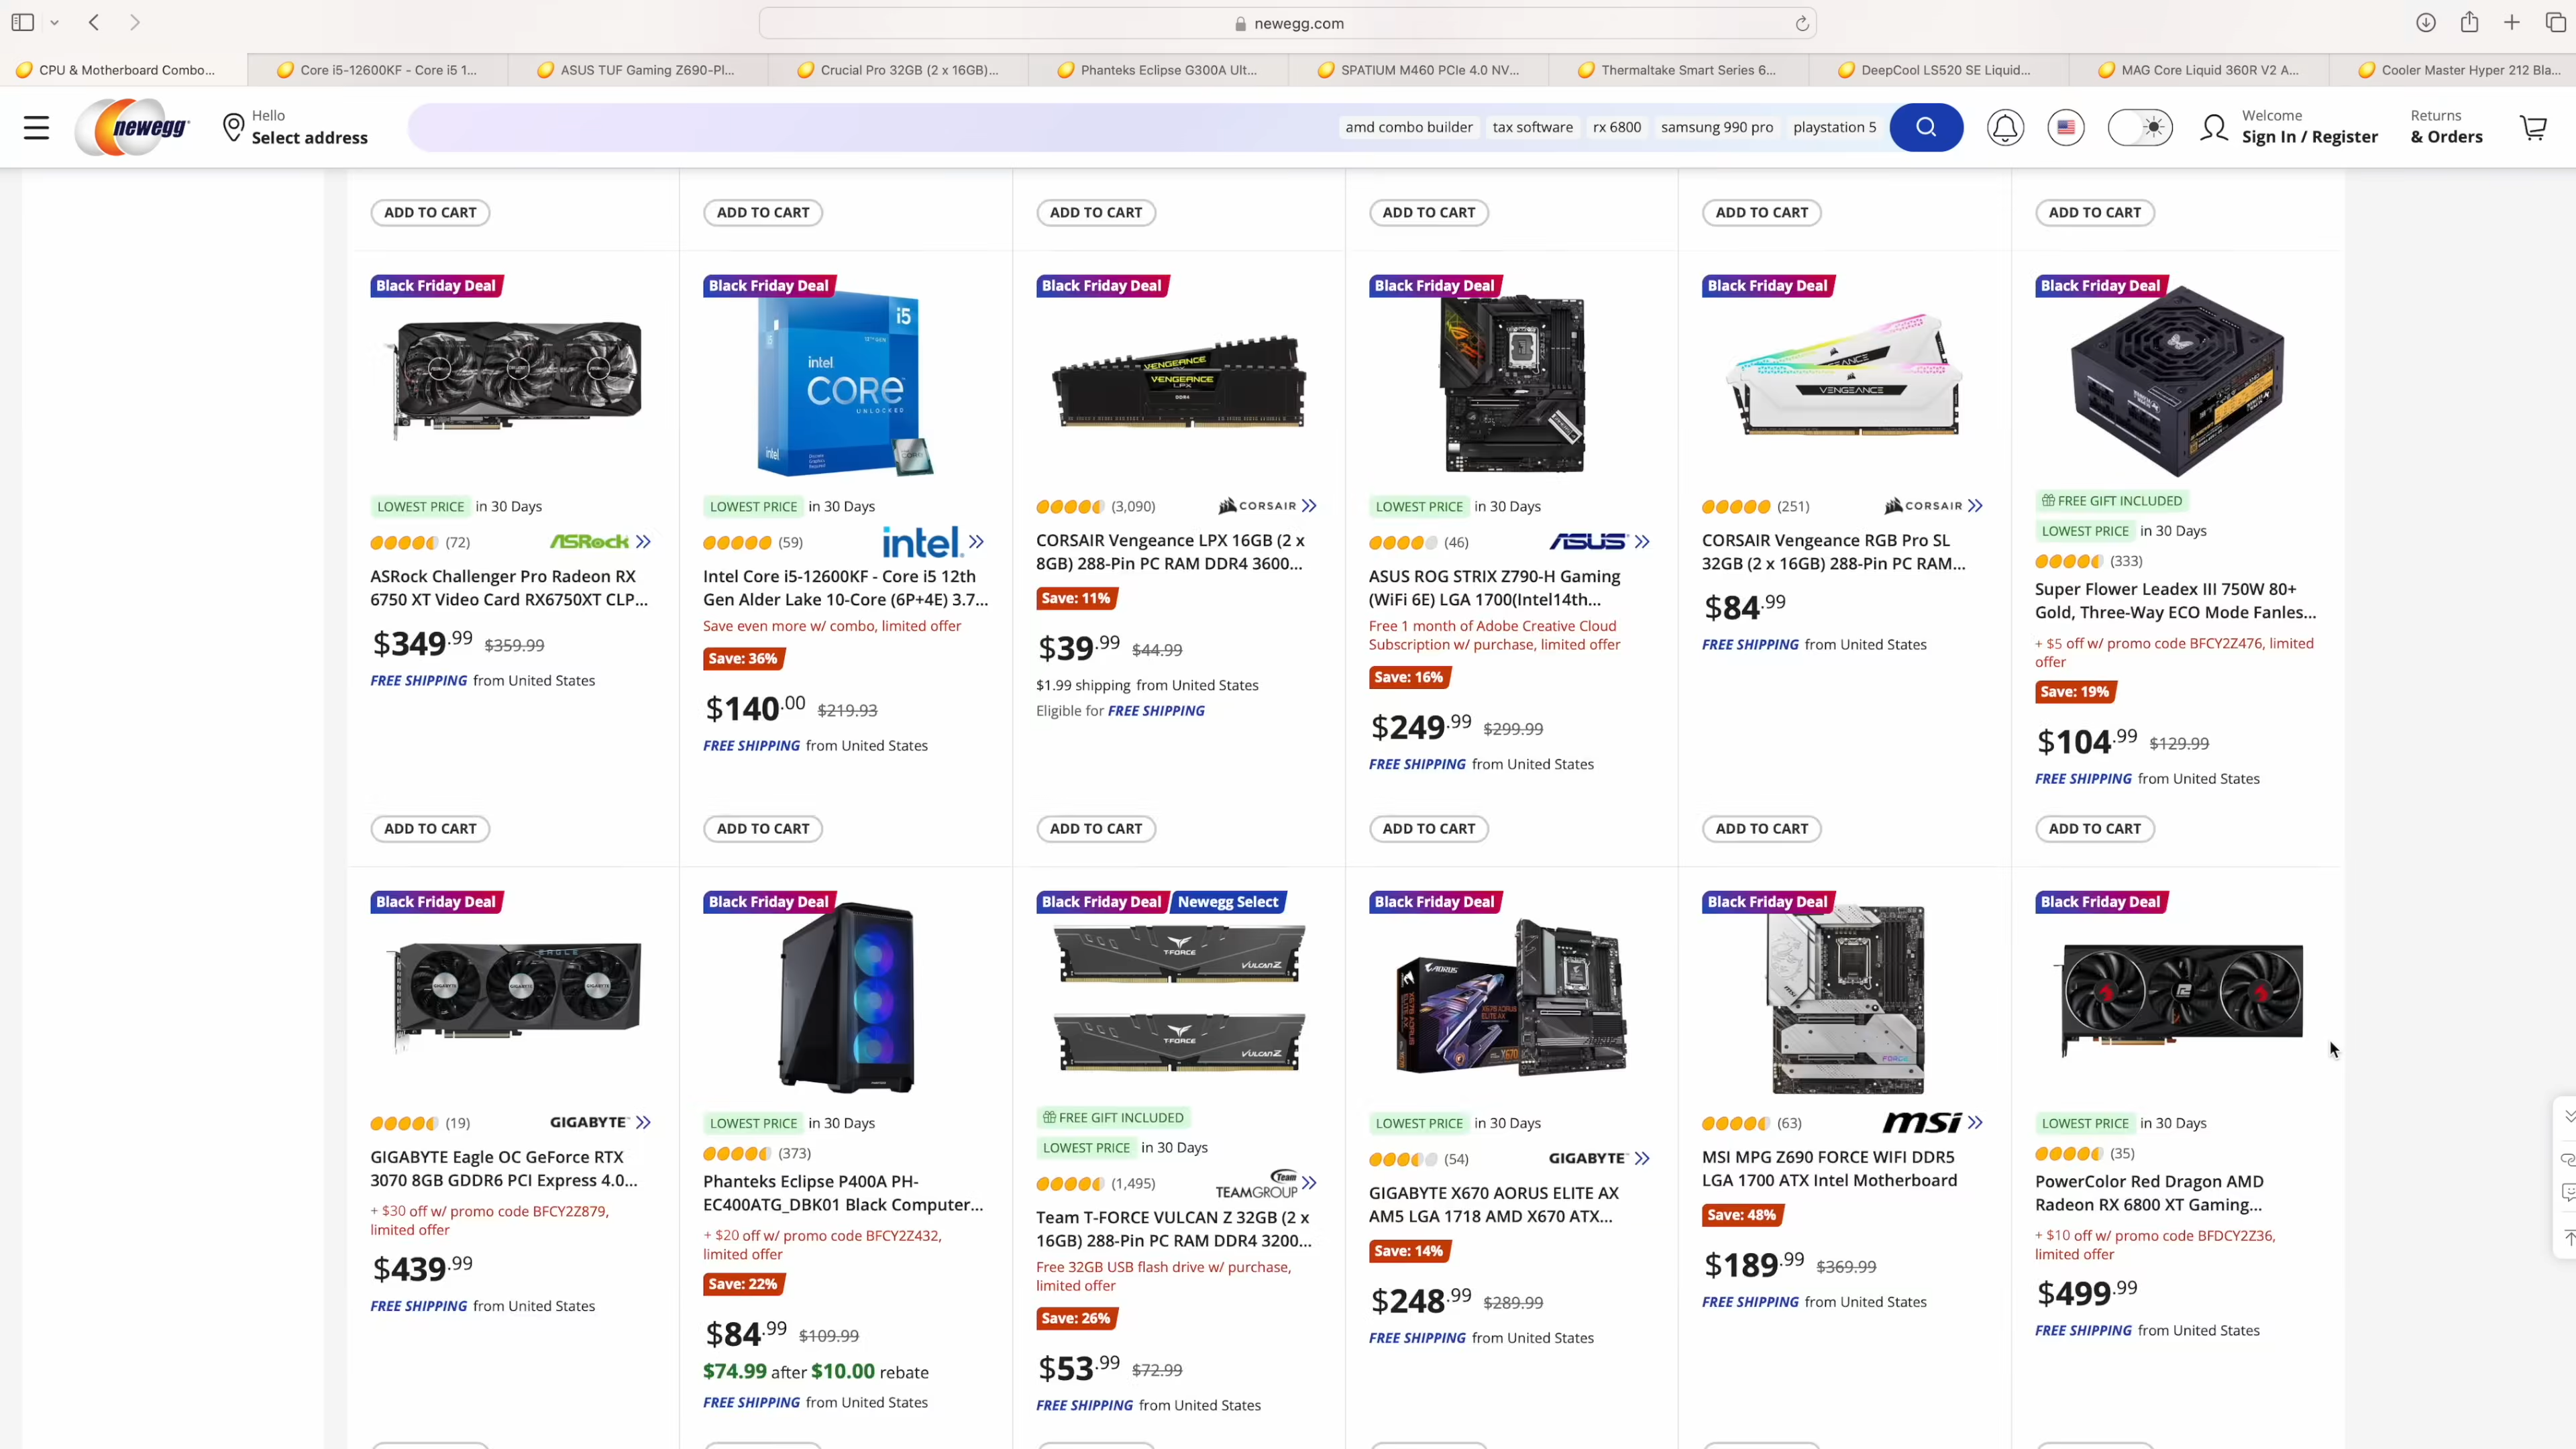 newegg.com
CPU & Motherboard Combo...
Core i5-12600KF - Core i5 1...
ASUS TUF Gaming Z690-Pl...
Crucial Pro 32GB (2 x 16GB)...
Phanteks Eclipse G300A Ult...
SPATIUM M460 PCIe 4.0 NV...
Thermaltake Smart Series 6...
DeepCool LS520 SE Liquid...
MAG Core Liquid 360R V2 A...
Cooler Master Hyper 212 Bla...
newegg
Hello
Select address
amd combo builder
tax software
rx 6800
samsung 990 pro
playstation 5
Welcome
Sign In / Register
Returns
& Orders
ADD TO CART
ADD TO CART
ADD TO CART
ADD TO CART
ADD TO CART
ADD TO CART
Black Friday Deal
LOWEST PRICE in 30 Days
(72)
ASRock
ASRock Challenger Pro Radeon RX
6750 XT Video Card RX6750XT CLP...
$349.99 $359.99
FREE SHIPPING from United States
ADD TO CART
Black Friday Deal
i5
intel
CORE
UNLOCKED
intel
LOWEST PRICE in 30 Days
(59)
intel.
Intel Core i5-12600KF - Core i5 12th
Gen Alder Lake 10-Core (6P+4E) 3.7...
Save even more w/ combo, limited offer
Save: 36%
$140.00 $219.93
FREE SHIPPING from United States
ADD TO CART
Black Friday Deal
VENGEANCE
VENGEANCE
LPX
DDR4
(3,090)
CORSAIR
CORSAIR Vengeance LPX 16GB (2 x
8GB) 288-Pin PC RAM DDR4 3600...
Save: 11%
$39.99 $44.99
$1.99 shipping from United States
Eligible for FREE SHIPPING
ADD TO CART
Black Friday Deal
LOWEST PRICE in 30 Days
(46)
ASUS
ASUS ROG STRIX Z790-H Gaming
(WiFi 6E) LGA 1700(Intel14th...
Free 1 month of Adobe Creative Cloud
Subscription w/ purchase, limited offer
Save: 16%
$249.99 $299.99
FREE SHIPPING from United States
ADD TO CART
Black Friday Deal
VENGEANCE
(251)
CORSAIR
CORSAIR Vengeance RGB Pro SL
32GB (2 x 16GB) 288-Pin PC RAM...
$84.99
FREE SHIPPING from United States
ADD TO CART
Black Friday Deal
FREE GIFT INCLUDED
LOWEST PRICE in 30 Days
(333)
Super Flower Leadex III 750W 80+
Gold, Three-Way ECO Mode Fanles...
+ $5 off w/ promo code BFCY2Z476, limited
offer
Save: 19%
$104.99 $129.99
FREE SHIPPING from United States
ADD TO CART
Black Friday Deal
EAGLE
GIGABYTE
GIGABYTE
GIGABYTE
(19)
GIGABYTE
GIGABYTE Eagle OC GeForce RTX
3070 8GB GDDR6 PCI Express 4.0...
+ $30 off w/ promo code BFCY2Z879,
limited offer
$439.99
FREE SHIPPING from United States
Black Friday Deal
LOWEST PRICE in 30 Days
(373)
Phanteks Eclipse P400A PH-
EC400ATG_DBK01 Black Computer...
+ $20 off w/ promo code BFCY2Z432,
limited offer
Save: 22%
$84.99 $109.99
$74.99 after $10.00 rebate
FREE SHIPPING from United States
Black Friday Deal
Newegg Select
T-FORCE
VULCAN Z
T-FORCE
VULCAN Z
FREE GIFT INCLUDED
LOWEST PRICE in 30 Days
(1,495)
Team
TEAMGROUP
Team T-FORCE VULCAN Z 32GB (2 x
16GB) 288-Pin PC RAM DDR4 3200...
Free 32GB USB flash drive w/ purchase,
limited offer
Save: 26%
$53.99 $72.99
FREE SHIPPING from United States
Black Friday Deal
AORUS
LOWEST PRICE in 30 Days
(54)
GIGABYTE
GIGABYTE X670 AORUS ELITE AX
AM5 LGA 1718 AMD X670 ATX...
Save: 14%
$248.99 $289.99
FREE SHIPPING from United States
Black Friday Deal
(63)
msi
MSI MPG Z690 FORCE WIFI DDR5
LGA 1700 ATX Intel Motherboard
Save: 48%
$189.99 $369.99
FREE SHIPPING from United States
Black Friday Deal
LOWEST PRICE in 30 Days
(35)
PowerColor Red Dragon AMD
Radeon RX 6800 XT Gaming...
+ $10 off w/ promo code BFDCY2Z36,
limited offer
$499.99
FREE SHIPPING from United States